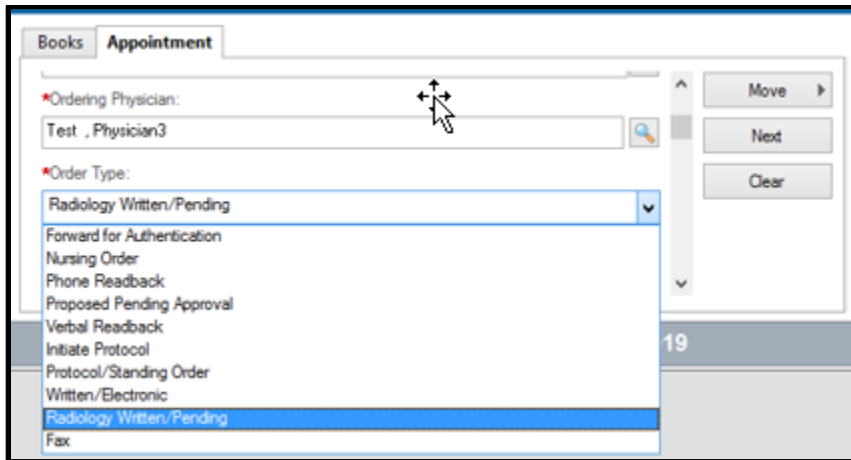 Books Appointment
*Ordering Physician:
Move
Test , Physician3
Next
*Order Type:
Clear
Radiology Written/Pending
Forward for Authentication
Nursing Order
Phone Readback
Proposed Pending Approval
Verbal Readback
Initiate Protocol
19
Protocol/Standing Order
Written/Electronic
Radiology Written/Pending
Fax